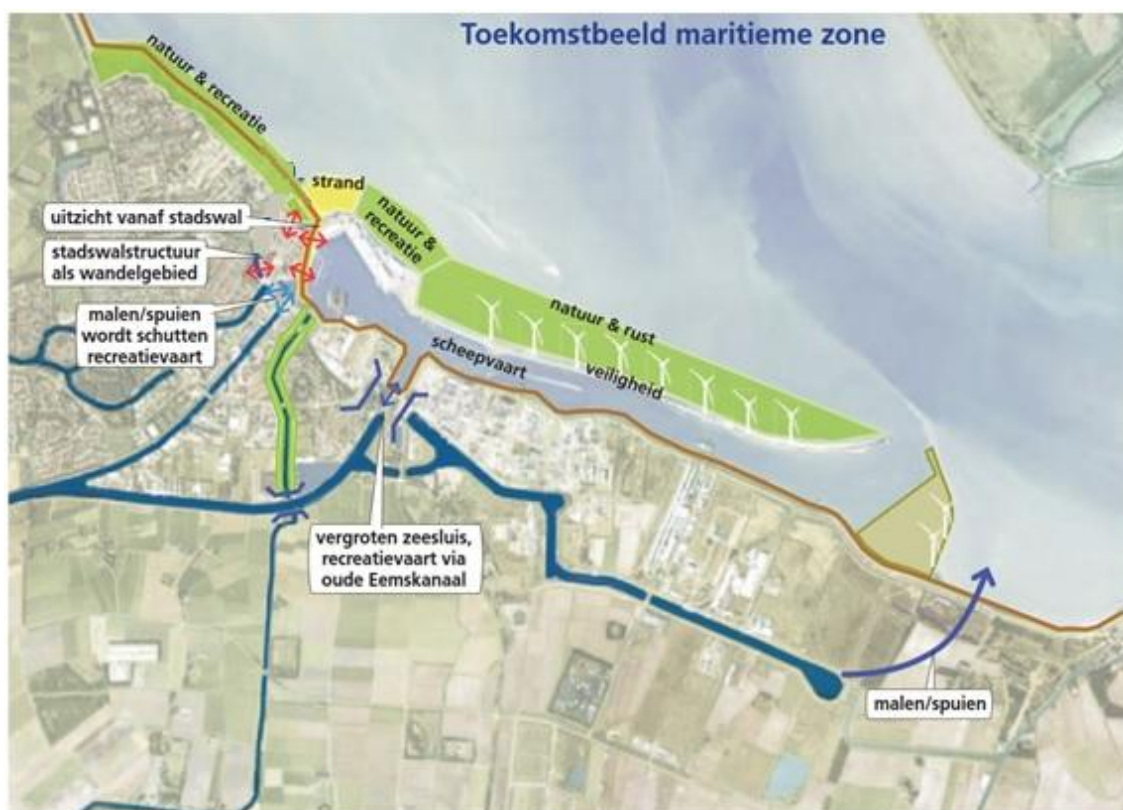 Toekomstbeeld maritieme zone
natuur & recreatie
strand
natuur &
recreatie
uitzicht vanaf stadswal
stadswalstructuur
als wandelgebied
malen/spuien
wordt schutten
recreatievaart
natuur & rust
scheepvaart
veiligheid
vergroten zeesluis,
recreatievaart via
oude Eemskanaal
malen/spuien